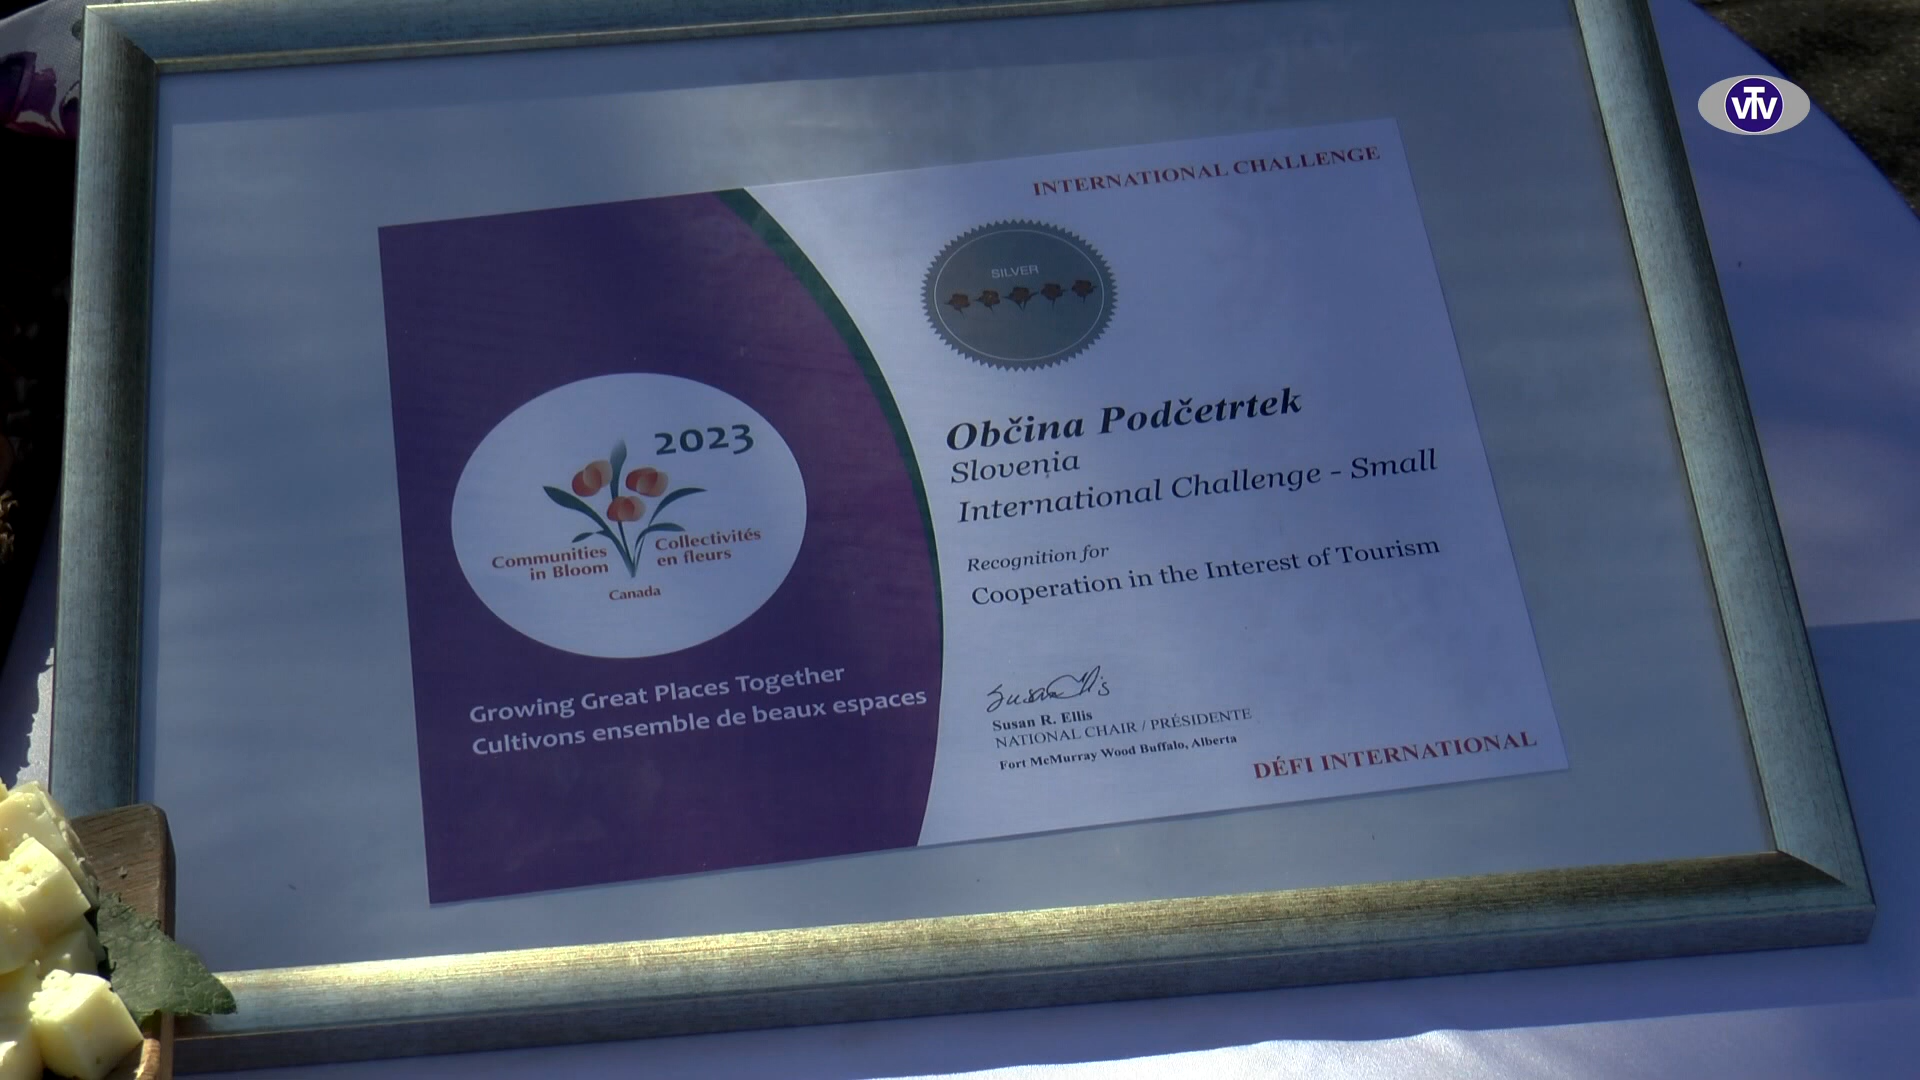 VTV
INTERNATIONAL CHALLENGE
SILVER
Občina Podčetrtek
Slovenia
International Challenge - Small
Recognition for
Cooperation in the Interest of Tourism
Susan R. Ellis
NATIONAL CHAIR / PRÉSIDENTE
Fort McMurray Wood Buffalo, Alberta
DÉFI INTERNATIONAL
2023
Communities
in Bloom
Collectivités
en fleurs
Canada
Growing Great Places Together
Cultivons ensemble de beaux espaces